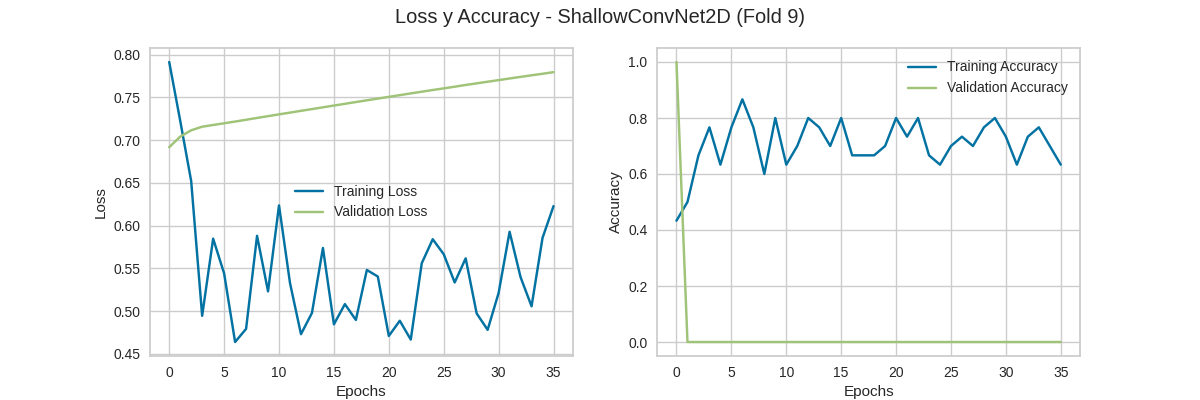 Loss y Accuracy - ShallowConvNet2D (Fold 9)
0.80
0.75
0.70
0.65
0.60
0.55
0.50
0.45
Loss
Training Loss
Validation Loss
0 5 10 15 20 25 30 35
Epochs
1.0
0.8
0.6
0.4
0.2
0.0
Accuracy
Training Accuracy
Validation Accuracy
0 5 10 15 20 25 30 35
Epochs